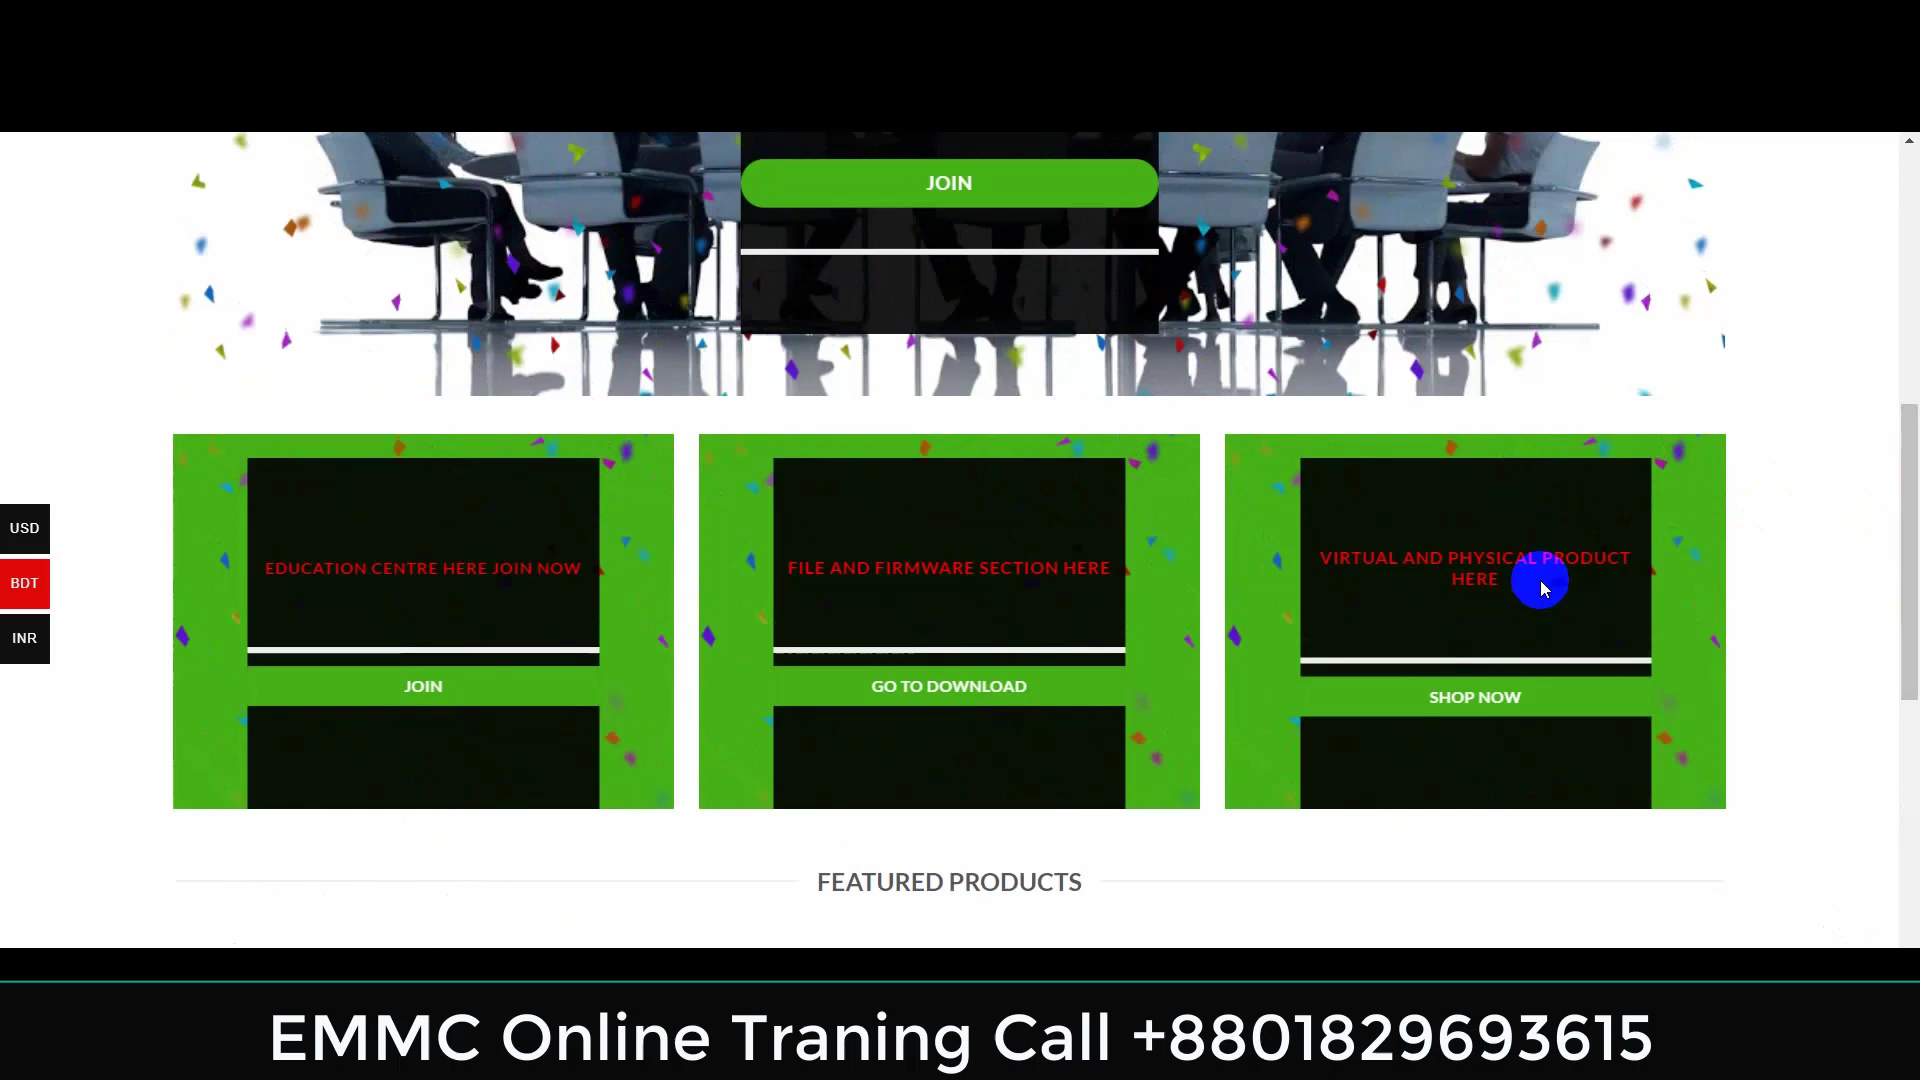 JOIN
USD
BDT
INR
EDUCATION CENTRE HERE JOIN NOW
JOIN
FILE AND FIRMWARE SECTION HERE
GO TO DOWNLOAD
VIRTUAL AND PHYSICAL PRODUCT
HERE
SHOP NOW
FEATURED PRODUCTS
EMMC Online Traning Call +8801829693615